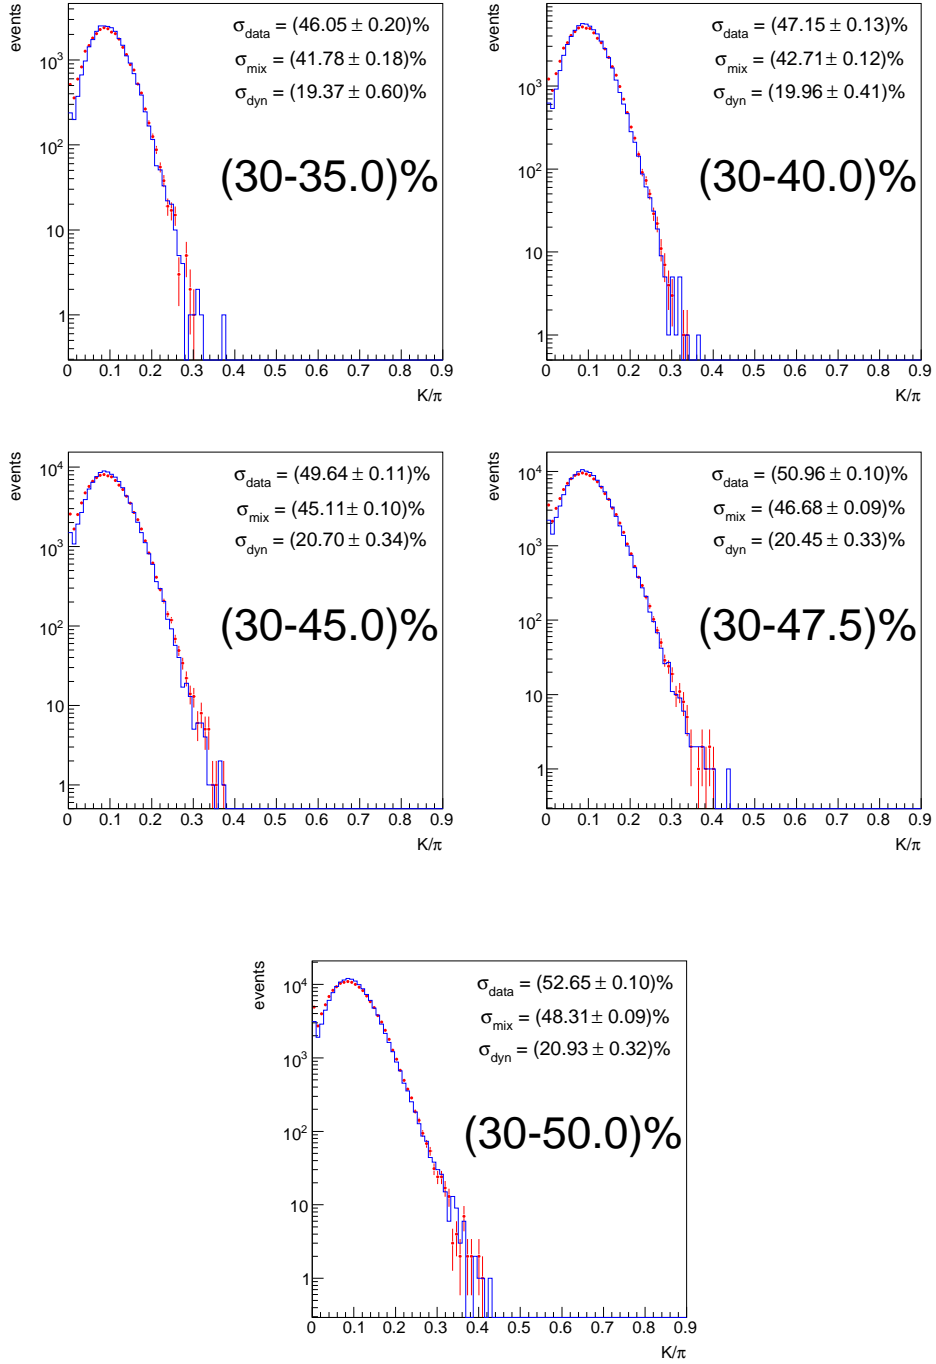 events
σdata = (46.05 ± 0.20)%
σmix = (41.78 ± 0.18)%
σdyn = (19.37 ± 0.60)%
(30-35.0)%
10³
10²
10
1
0 0.1 0.2 0.3 0.4 0.5 0.6 0.7 0.8 0.9
K/π
events
σdata = (47.15 ± 0.13)%
σmix = (42.71 ± 0.12)%
σdyn = (19.96 ± 0.41)%
(30-40.0)%
10³
10²
10
1
0 0.1 0.2 0.3 0.4 0.5 0.6 0.7 0.8 0.9
K/π
events
σdata = (49.64 ± 0.11)%
σmix = (45.11 ± 0.10)%
σdyn = (20.70 ± 0.34)%
(30-45.0)%
10⁴
10³
10²
10
1
0 0.1 0.2 0.3 0.4 0.5 0.6 0.7 0.8 0.9
K/π
events
σdata = (50.96 ± 0.10)%
σmix = (46.68 ± 0.09)%
σdyn = (20.45 ± 0.33)%
(30-47.5)%
10⁴
10³
10²
10
1
0 0.1 0.2 0.3 0.4 0.5 0.6 0.7 0.8 0.9
K/π
events
σdata = (52.65 ± 0.10)%
σmix = (48.31 ± 0.09)%
σdyn = (20.93 ± 0.32)%
(30-50.0)%
10⁴
10³
10²
10
1
0 0.1 0.2 0.3 0.4 0.5 0.6 0.7 0.8 0.9
K/π